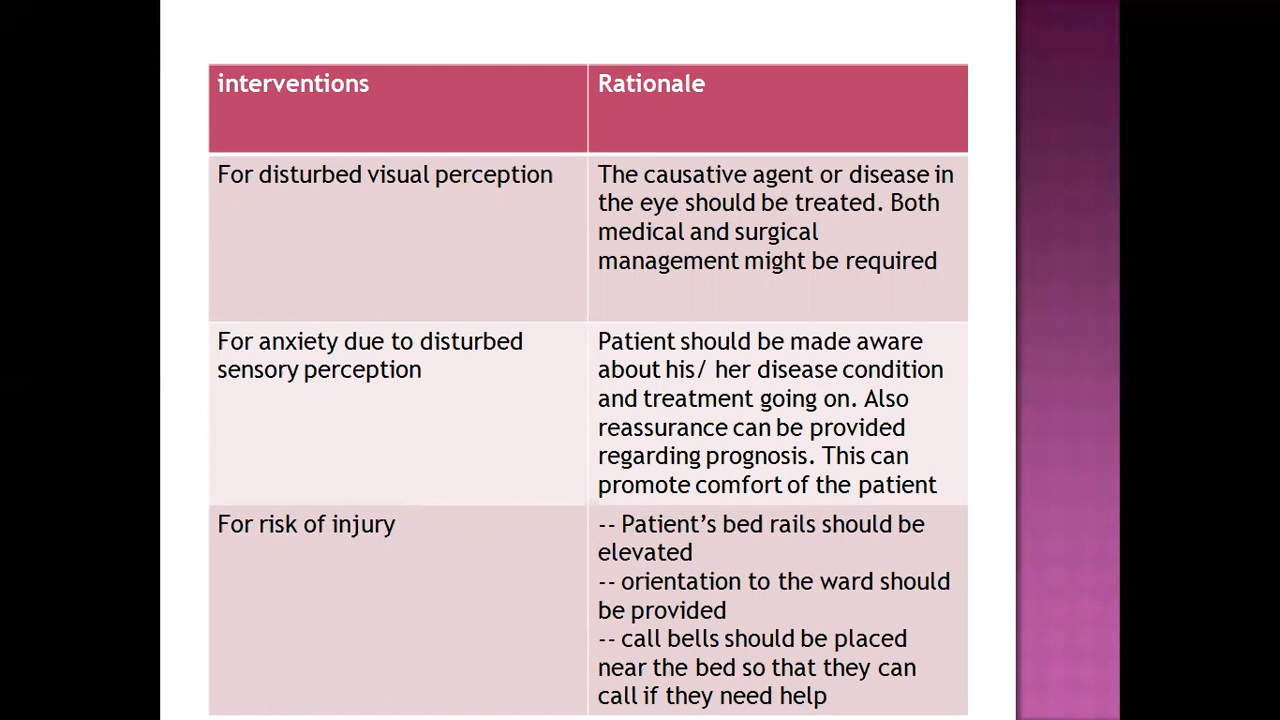 interventions
Rationale
For disturbed visual perception
The causative agent or disease in
the eye should be treated. Both
medical and surgical
management might be required
For anxiety due to disturbed
sensory perception
Patient should be made aware
about his/ her disease condition
and treatment going on. Also
reassurance can be provided
regarding prognosis. This can
promote comfort of the patient
For risk of injury
-- Patient’s bed rails should be
elevated
-- orientation to the ward should
be provided
-- call bells should be placed
near the bed so that they can
call if they need help